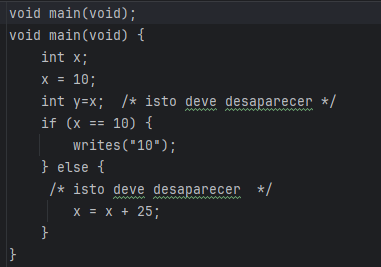 void main(void);
void main(void) {
    int x;
    x = 10;
    int y=x;  /* isto deve desaparecer */
    if (x == 10) {
        writes("10");
    } else {
     /* isto deve desaparecer  */
        x = x + 25;
    }
}